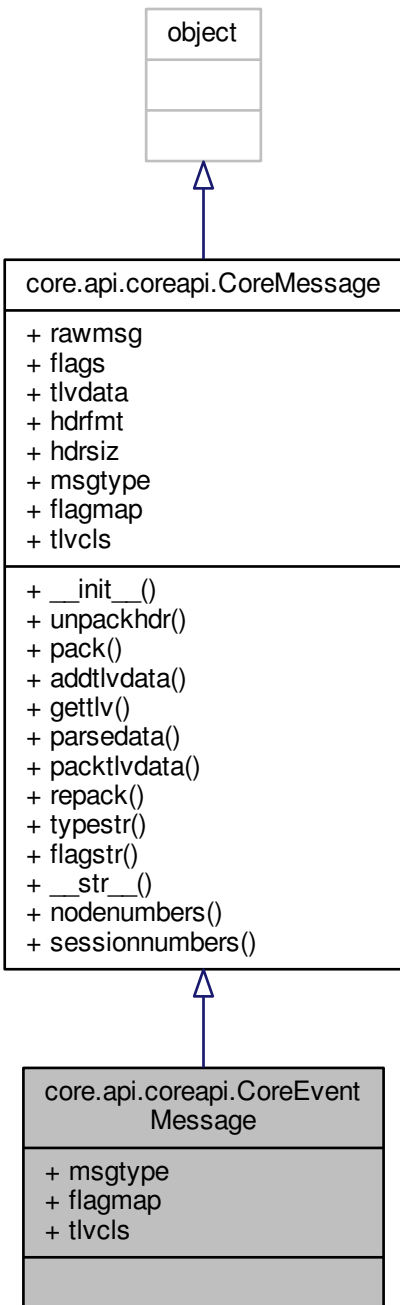 object
core.api.coreapi.CoreMessage
+ rawmsg
+ flags
+ tlvdata
+ hdrfmt
+ hdrsiz
+ msgtype
+ flagmap
+ tlvcls
+ __init__()
+ unpackhdr()
+ pack()
+ addtlvdata()
+ gettlv()
+ parsedata()
+ packtlvdata()
+ repack()
+ typestr()
+ flagstr()
+ __str__()
+ nodenumbers()
+ sessionnumbers()
core.api.coreapi.CoreEvent
Message
+ msgtype
+ flagmap
+ tlvcls